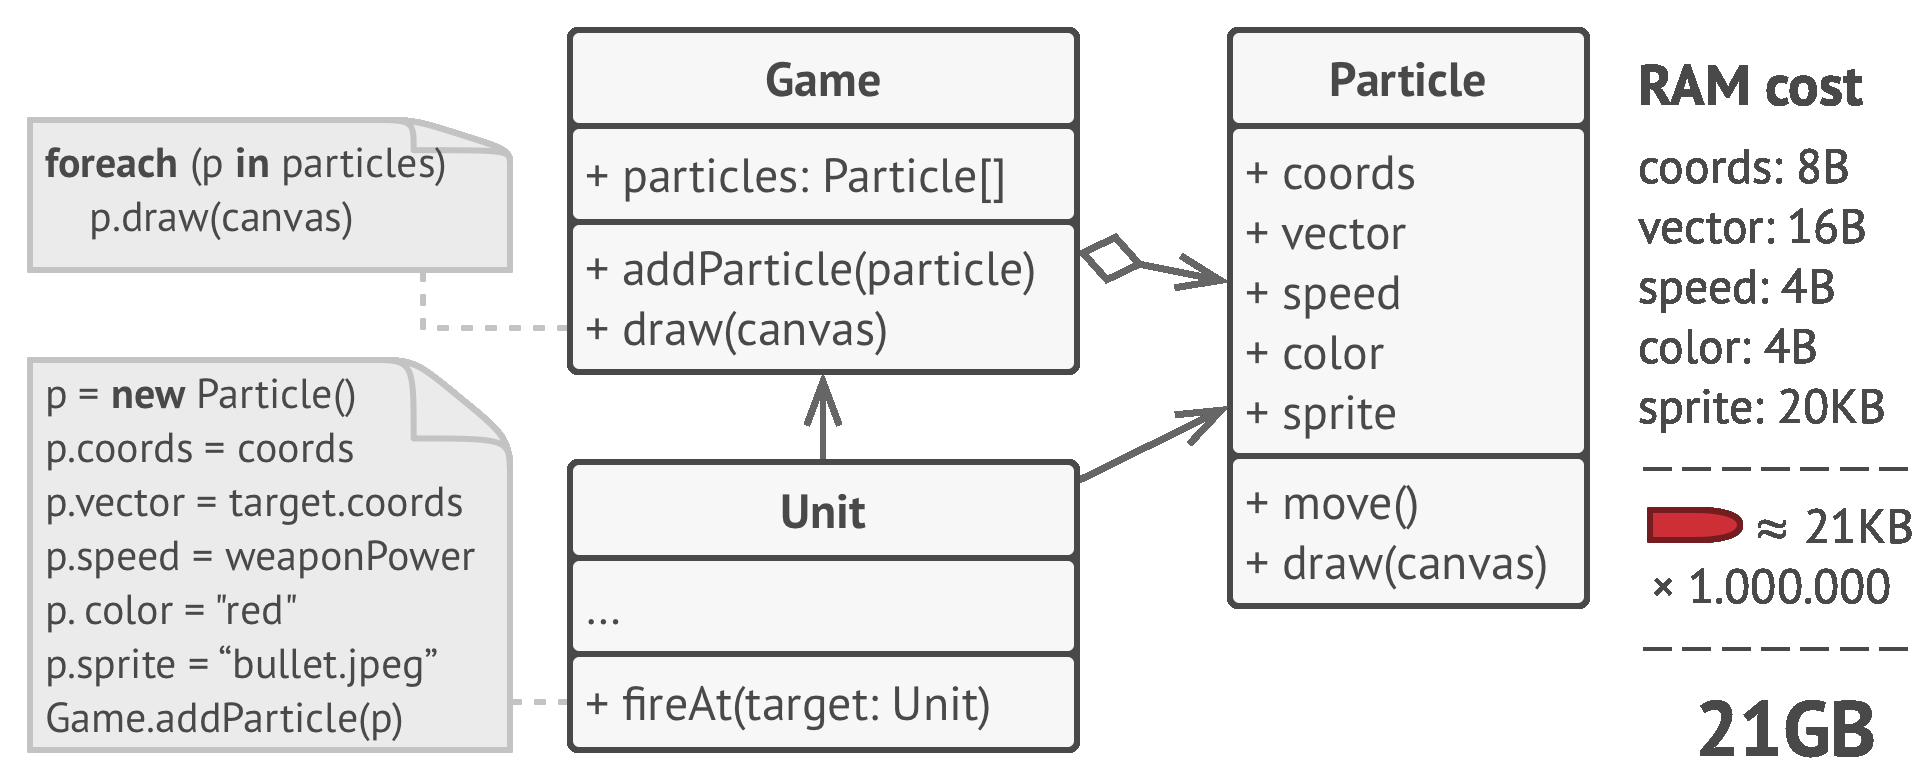 foreach (p in particles)
p.draw(canvas)
p = new Particle()
p.coords = coords
p.vector = target.coords
p.speed = weaponPower
p. color = "red"
p.sprite = “bullet.jpeg”
Game.addParticle(p)
Game
+ particles: Particle[]
+ addParticle(particle)
+ draw(canvas)
Unit
...
+ fireAt(target: Unit)
Particle
+ coords
+ vector
+ speed
+ color
+ sprite
+ move()
+ draw(canvas)
RAM cost
coords: 8B
vector: 16B
speed: 4B
color: 4B
sprite: 20KB
≈ 21KB
× 1.000.000
21GB